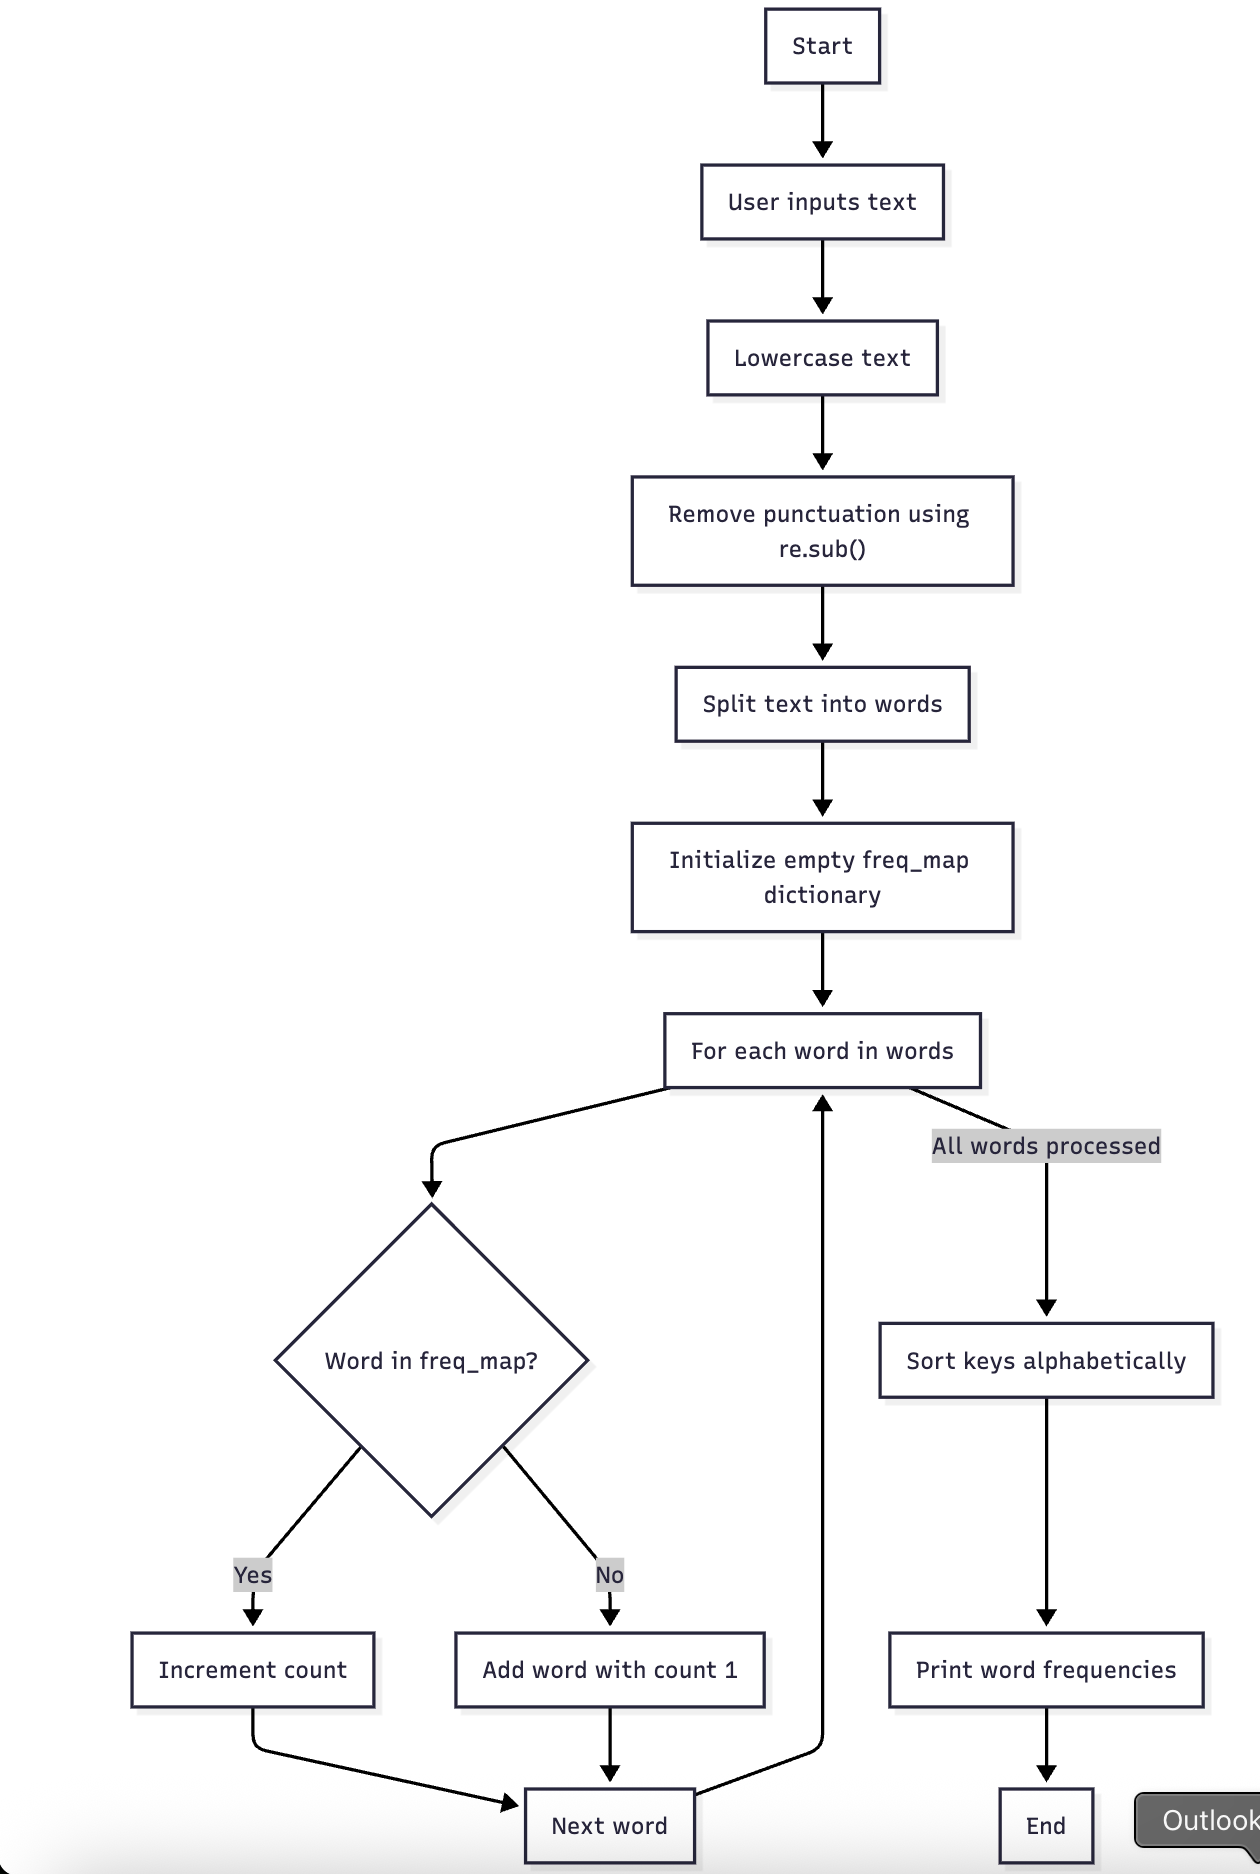 Start
User inputs text
Lowercase text
Remove punctuation using
re.sub()
Split text into words
Initialize empty freq_map
dictionary
For each word in words
All words processed
Word in freq_map?
Sort keys alphabetically
Yes
No
Increment count
Add word with count 1
Print word frequencies
Next word
End
Outlook